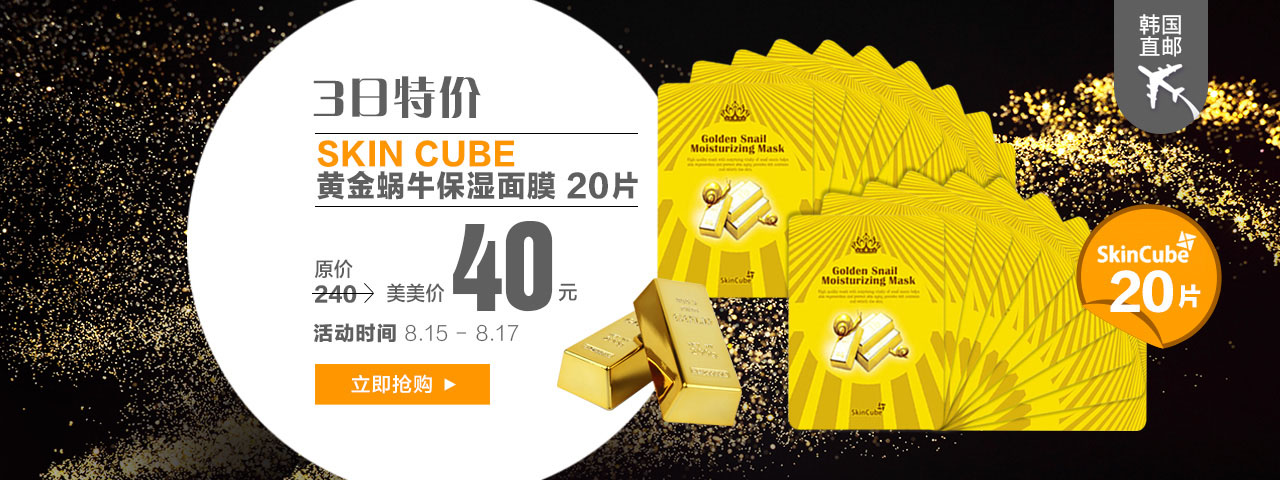 3日特价
SKIN CUBE
黄金蜗牛保湿面膜 20片
原价
240 美美价 40 元
活动时间 8.15 - 8.17
立即抢购
Golden Snail
Moisturizing Mask
SkinCube
Golden Snail
Moisturizing Mask
SkinCube
韩国
直邮
SkinCube
20片